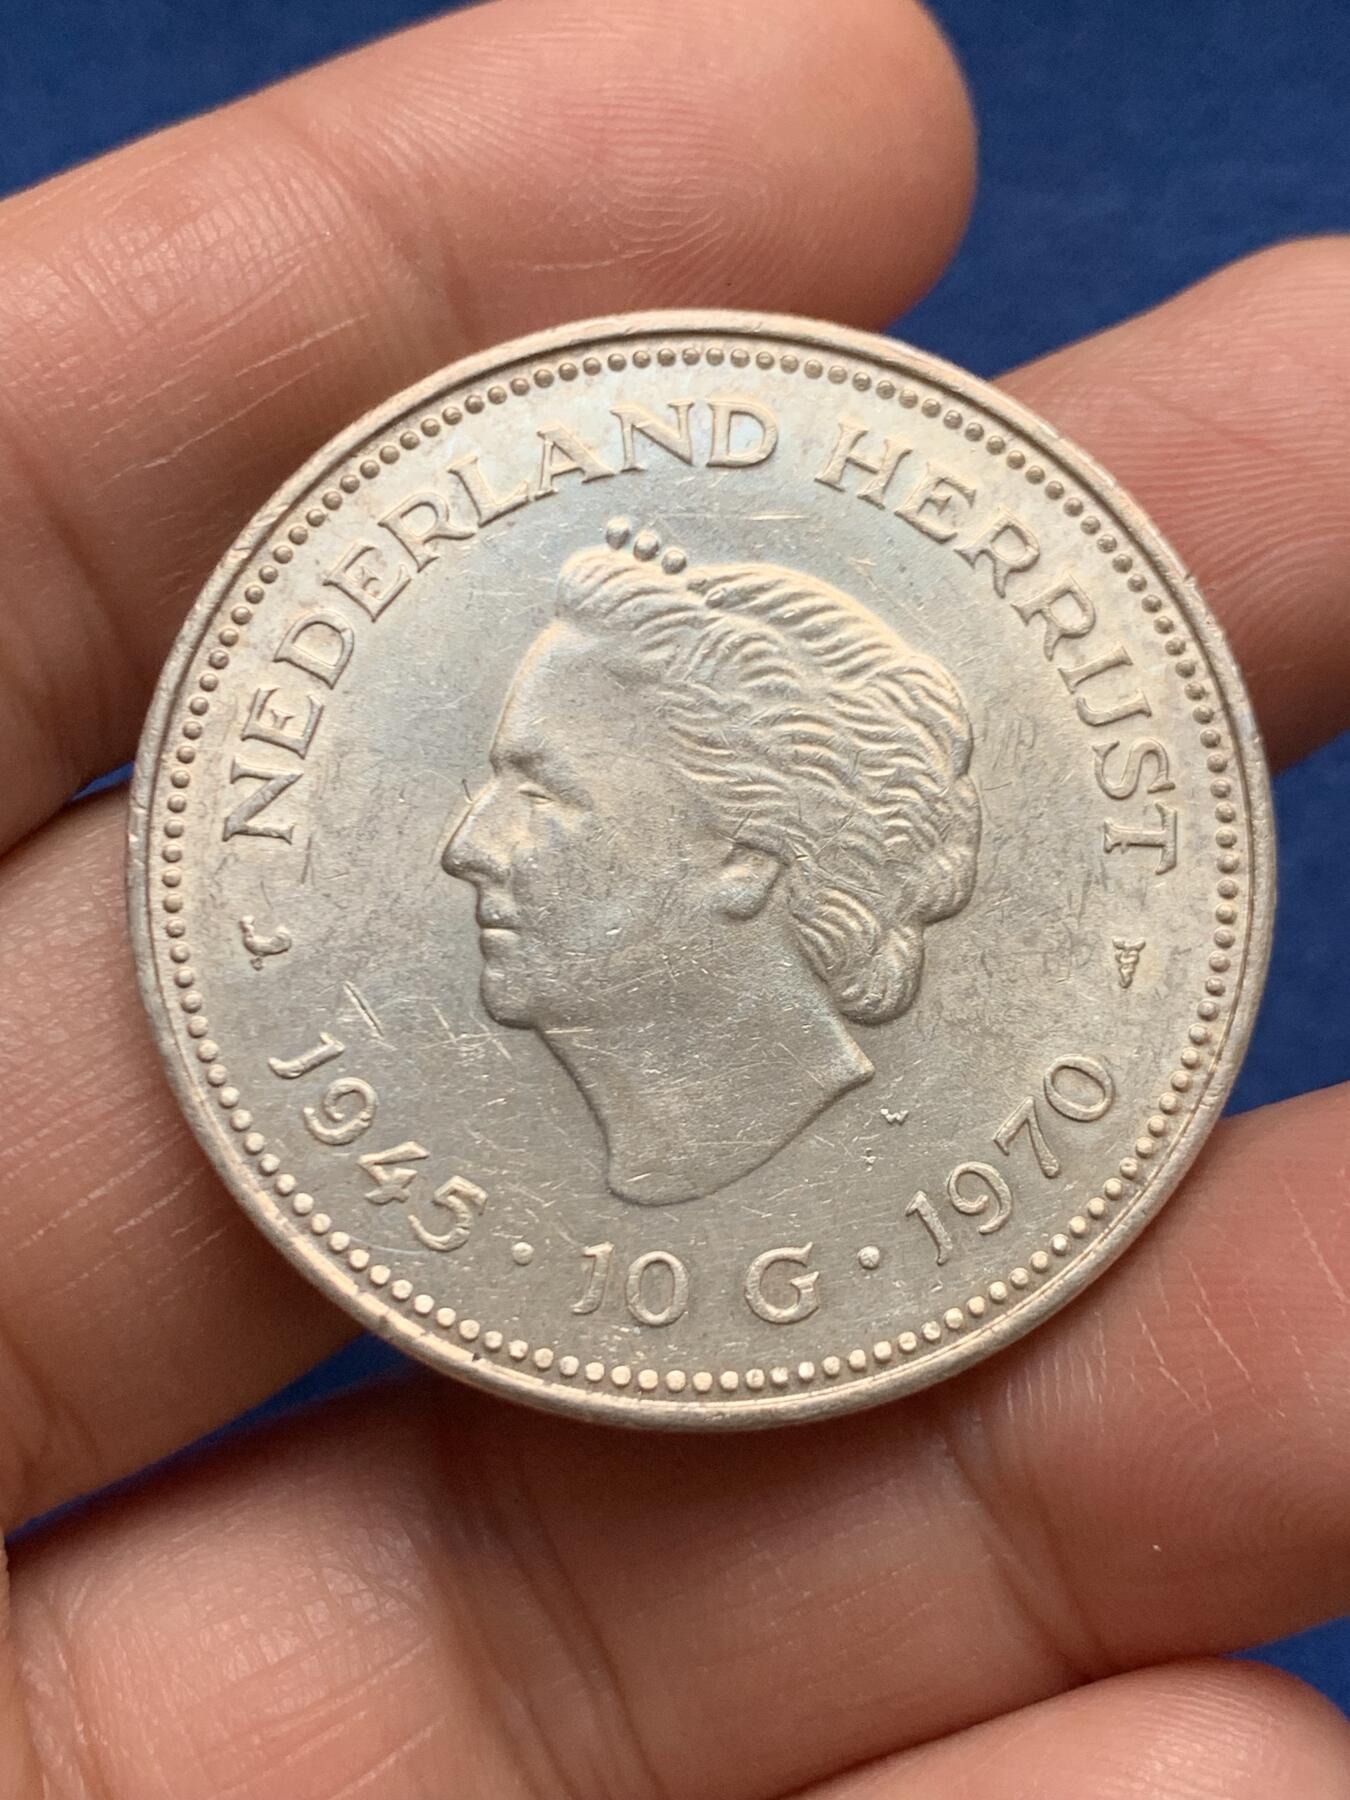 NEDERLAND HERRIJST
1945 · 10 G · 1970